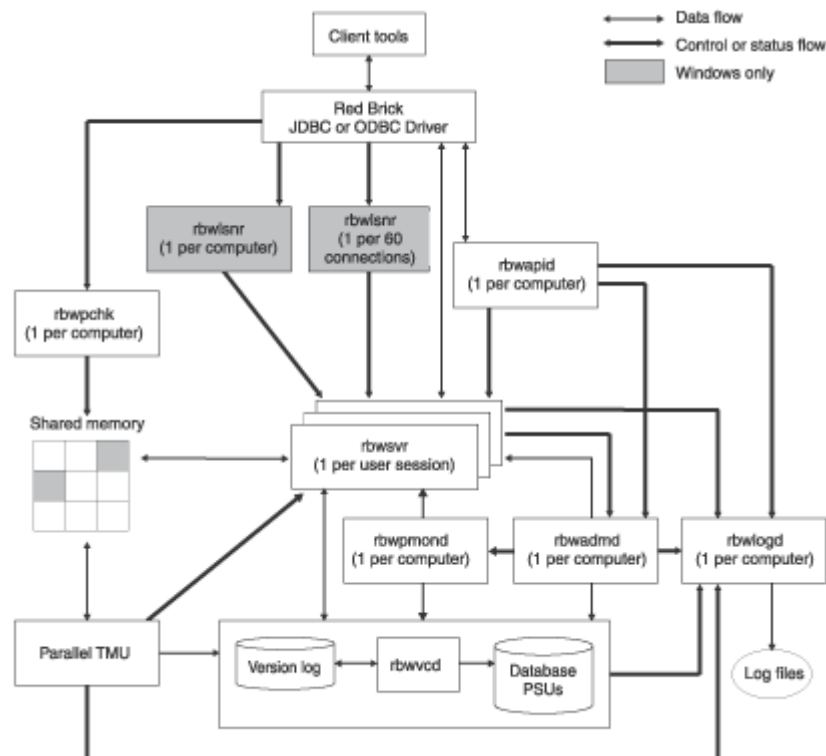 Data flow
Control or status flow
Windows only
Client tools
Red Brick
JDBC or ODBC Driver
rbwlsnr
(1 per computer)
rbwlsnr
(1 per 60
connections)
rbwapid
(1 per computer)
rbwpchk
(1 per computer)
Shared memory
rbwsvr
(1 per user session)
rbwpmond
(1 per computer)
rbwadmd
(1 per computer)
rbwlogd
(1 per computer)
Parallel TMU
Version log
rbwvcd
Database
PSUs
Log files